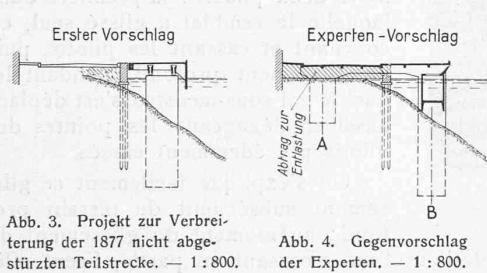 Erster Vorschlag
Experten-Vorschlag
Abtrag zur
Entlastung
A
B
Abb. 3. Projekt zur Verbrei-
terung der 1877 nicht abge-
stürzten Teilstrecke. — 1:800.
Abb. 4. Gegenvorschlag
der Experten. — 1:800.